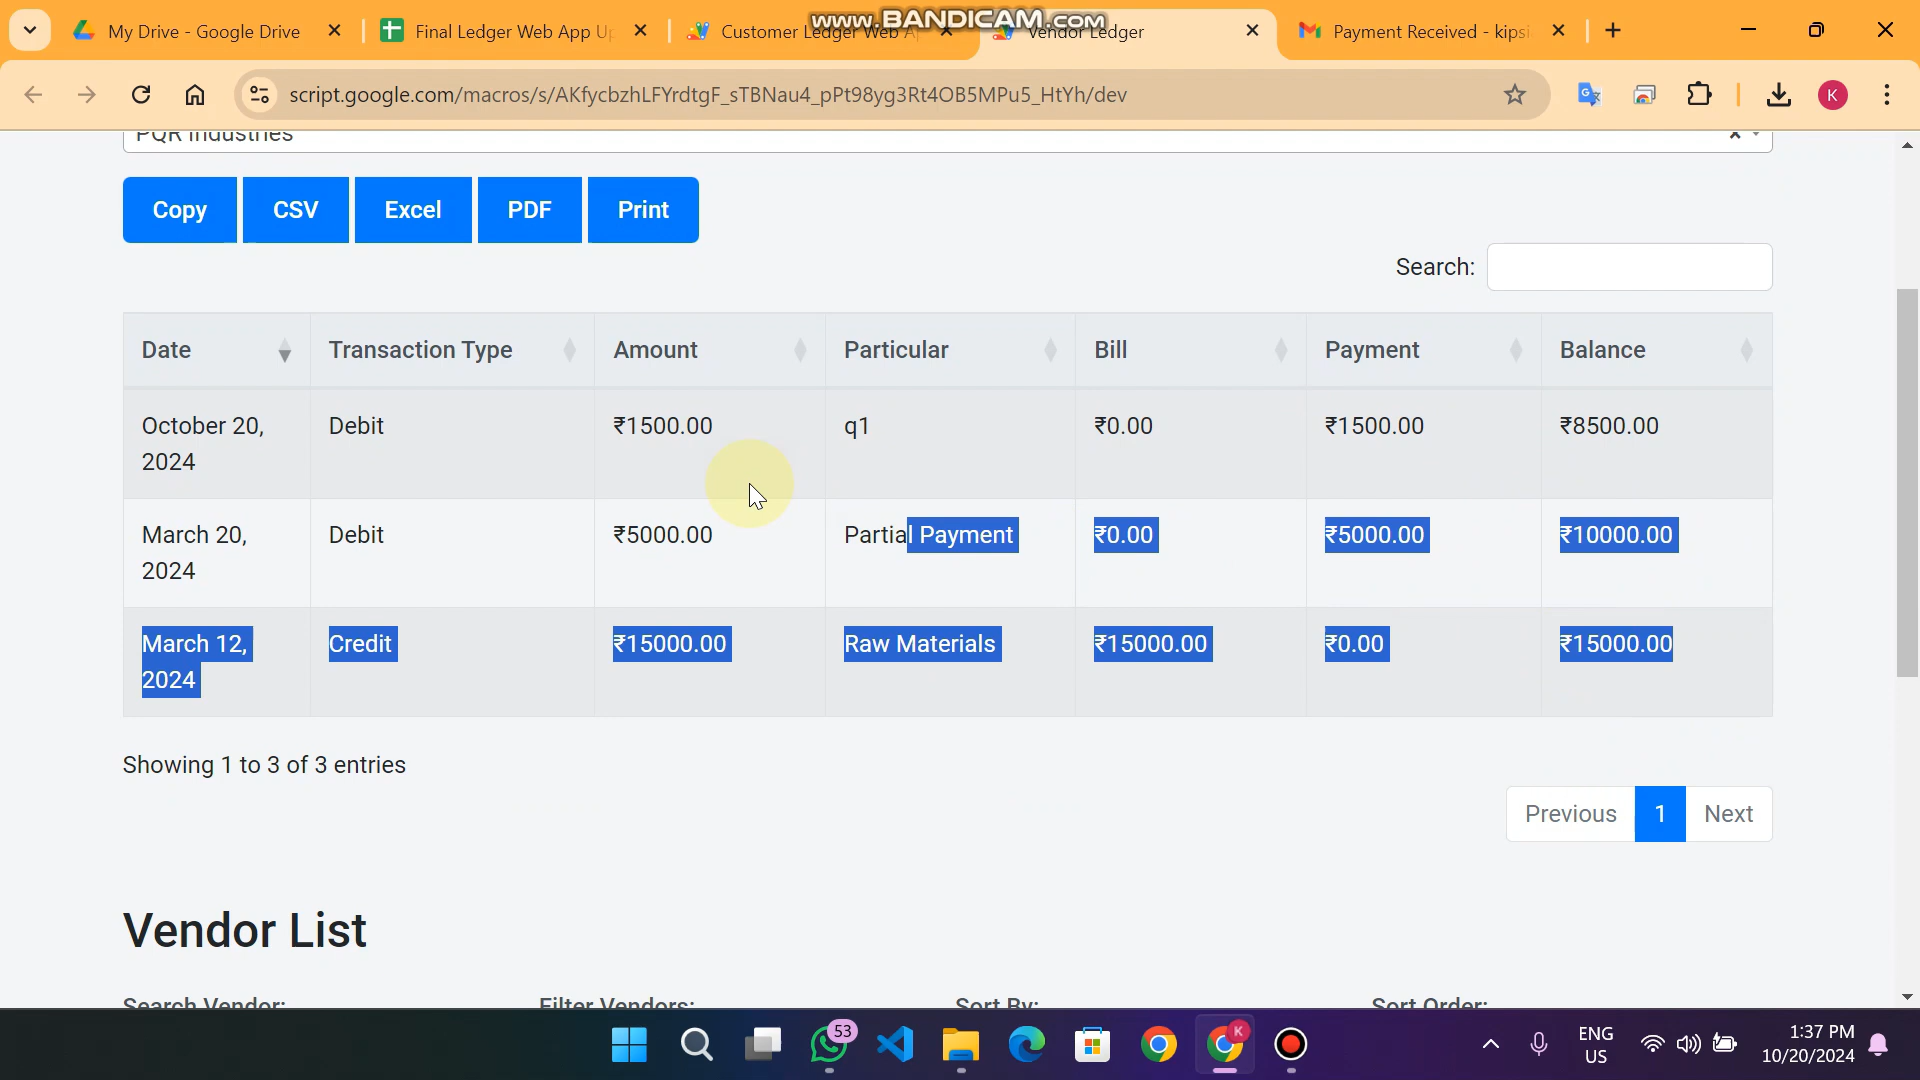 www.BANDICAM.com
My Drive - Google Drive
Final Ledger Web App Up
Customer Ledger Web A
Vendor Ledger
Payment Received - kipsi
script.google.com/macros/s/AKfycbzhLFYrdtgF_sTBNau4_pPt98yg3Rt4OB5MPu5_HtYh/dev
K
PQR Industries
Copy
CSV
Excel
PDF
Print
Search:
Date
Transaction Type
Amount
Particular
Bill
Payment
Balance
October 20,
2024
Debit
₹1500.00
q1
₹0.00
₹1500.00
₹8500.00
March 20,
2024
Debit
₹5000.00
Partial Payment
₹0.00
₹5000.00
₹10000.00
March 12,
2024
Credit
₹15000.00
Raw Materials
₹15000.00
₹0.00
₹15000.00
Showing 1 to 3 of 3 entries
Previous
1
Next
Vendor List
Search Vendor:
Filter Vendors:
Sort By:
Sort Order:
53
K
ENG
US
1:37 PM
10/20/2024